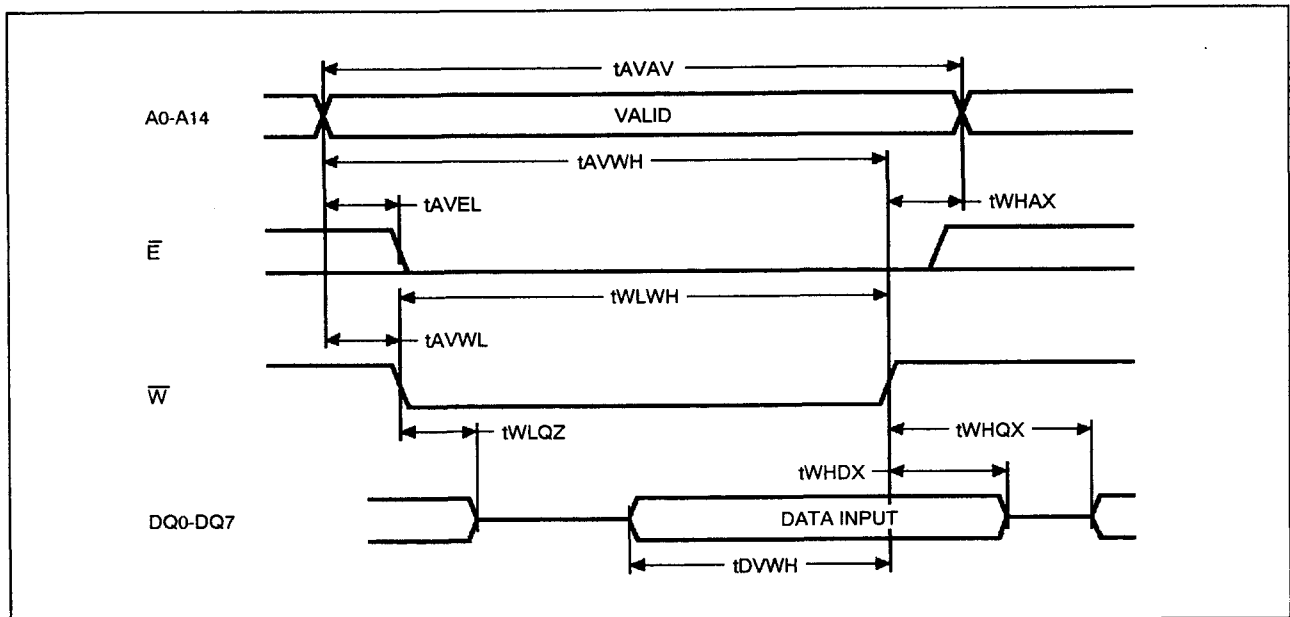 tAVAV
A0-A14
VALID
tAVWH
tAVEL
tWHAX
E̅
tWLWH
tAVWL
W̅
tWLQZ
tWHQX
tWHDX
DQ0-DQ7
DATA INPUT
tDVWH